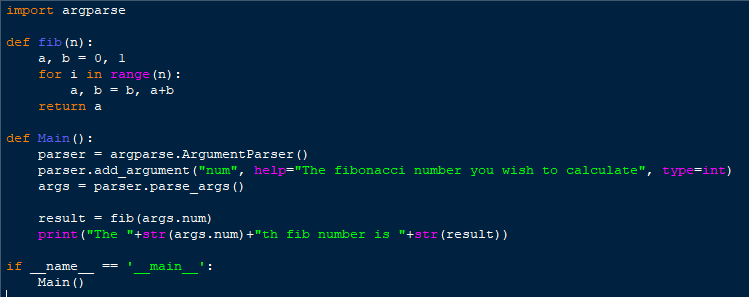 import argparse

def fib(n):
    a, b = 0, 1
    for i in range(n):
        a, b = b, a+b
    return a

def Main():
    parser = argparse.ArgumentParser()
    parser.add_argument("num", help="The fibonacci number you wish to calculate", type=int)
    args = parser.parse_args()

    result = fib(args.num)
    print("The "+str(args.num)+"th fib number is "+str(result))

if __name__ == '__main__':
    Main()